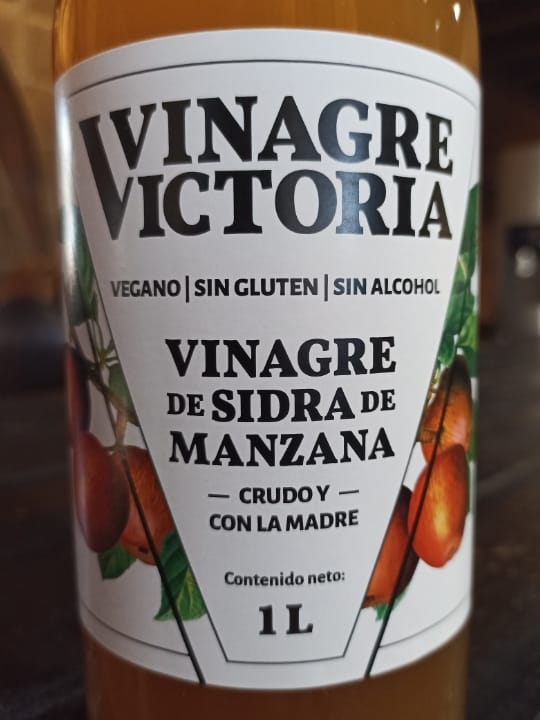 VINAGRE
VICTORIA
VEGANO | SIN GLUTEN | SIN ALCOHOL
VINAGRE
DE SIDRA DE
MANZANA
— CRUDO Y —
CON LA MADRE
Contenido neto:
1 L